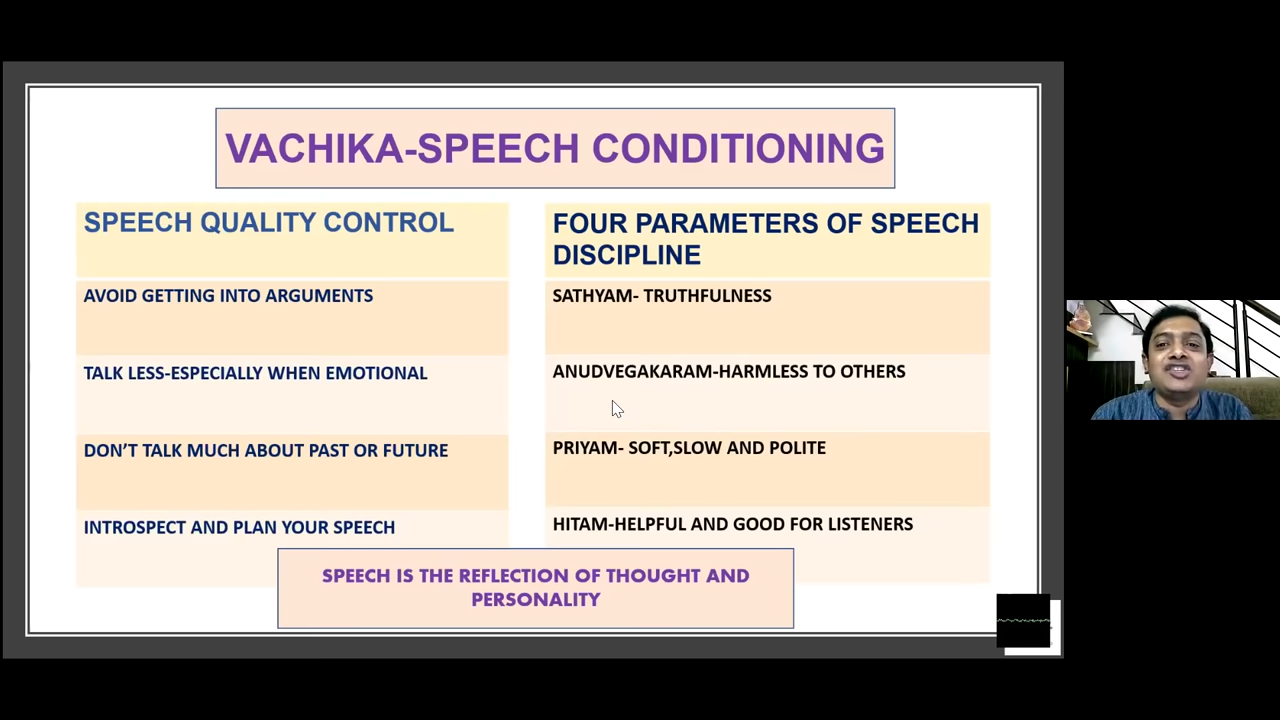 VACHIKA-SPEECH CONDITIONING
SPEECH QUALITY CONTROL
AVOID GETTING INTO ARGUMENTS
TALK LESS-ESPECIALLY WHEN EMOTIONAL
DON’T TALK MUCH ABOUT PAST OR FUTURE
INTROSPECT AND PLAN YOUR SPEECH
FOUR PARAMETERS OF SPEECH
DISCIPLINE
SATHYAM- TRUTHFULNESS
ANUDVEGAKARAM-HARMLESS TO OTHERS
PRIYAM- SOFT,SLOW AND POLITE
HITAM-HELPFUL AND GOOD FOR LISTENERS
SPEECH IS THE REFLECTION OF THOUGHT AND
PERSONALITY